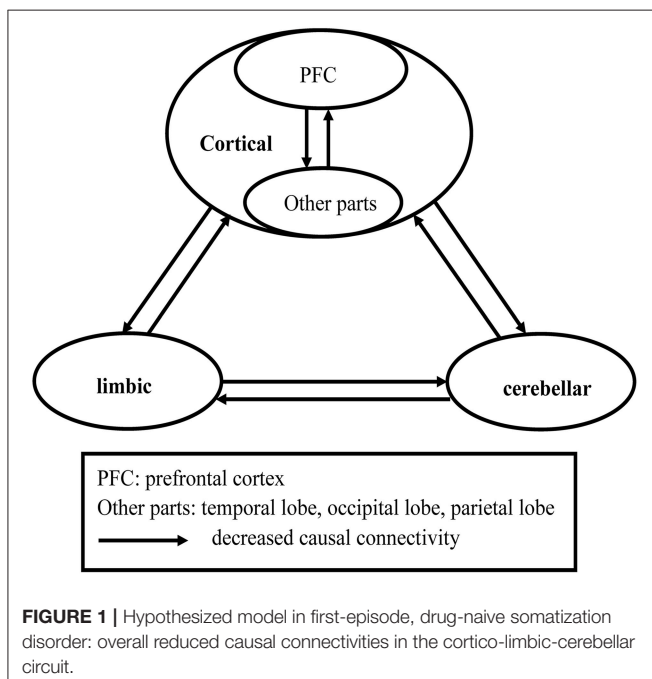 PFC
Cortical
Other parts
limbic
cerebellar
PFC: prefrontal cortex
Other parts: temporal lobe, occipital lobe, parietal lobe
decreased causal connectivity
FIGURE 1 | Hypothesized model in first-episode, drug-naive somatization
disorder: overall reduced causal connectivities in the cortico-limbic-cerebellar
circuit.